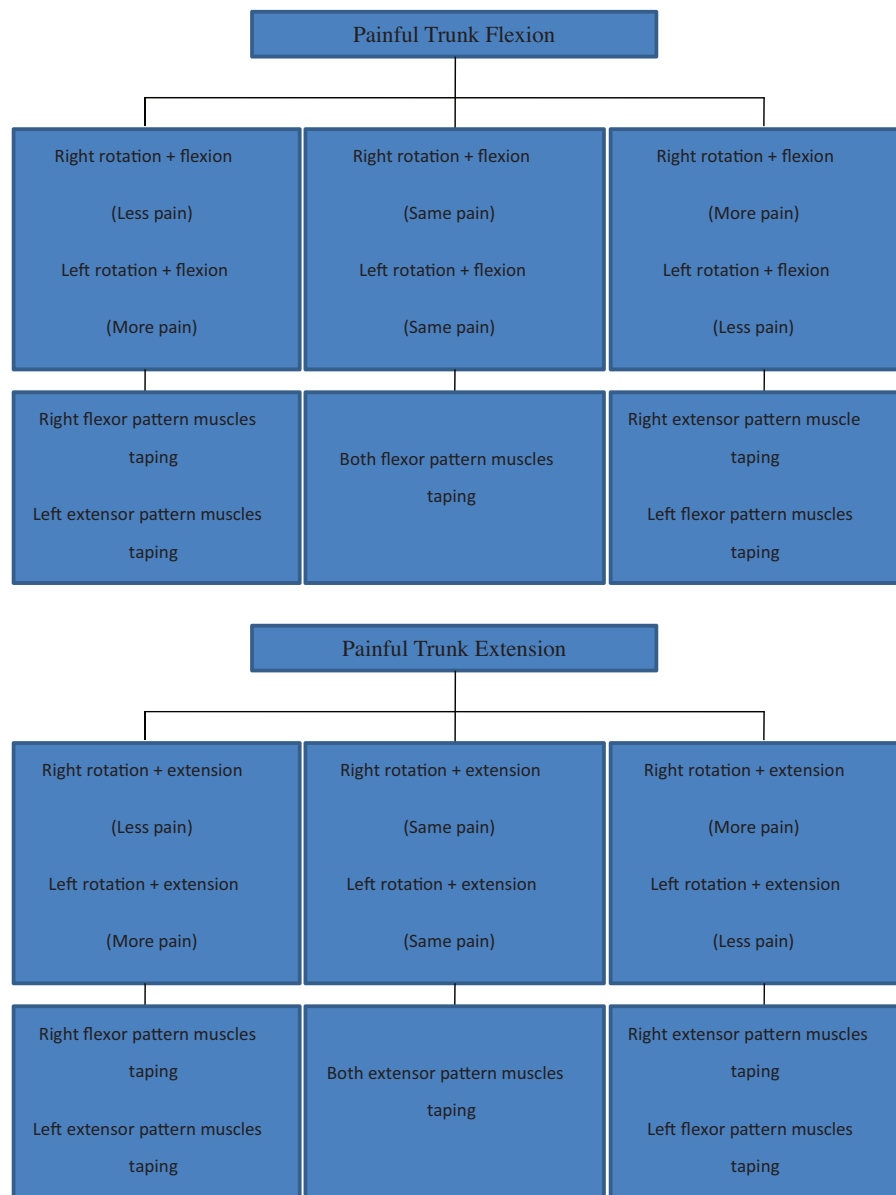 Painful Trunk Flexion
Right rotation + flexion
(Less pain)
Left rotation + flexion
(More pain)
Right rotation + flexion
(Same pain)
Left rotation + flexion
(Same pain)
Right rotation + flexion
(More pain)
Left rotation + flexion
(Less pain)
Right flexor pattern muscles
taping
Left extensor pattern muscles
taping
Both flexor pattern muscles
taping
Right extensor pattern muscle
taping
Left flexor pattern muscles
taping
Painful Trunk Extension
Right rotation + extension
(Less pain)
Left rotation + extension
(More pain)
Right rotation + extension
(Same pain)
Left rotation + extension
(Same pain)
Right rotation + extension
(More pain)
Left rotation + extension
(Less pain)
Right flexor pattern muscles
taping
Left extensor pattern muscles
taping
Both extensor pattern muscles
taping
Right extensor pattern muscles
taping
Left flexor pattern muscles
taping